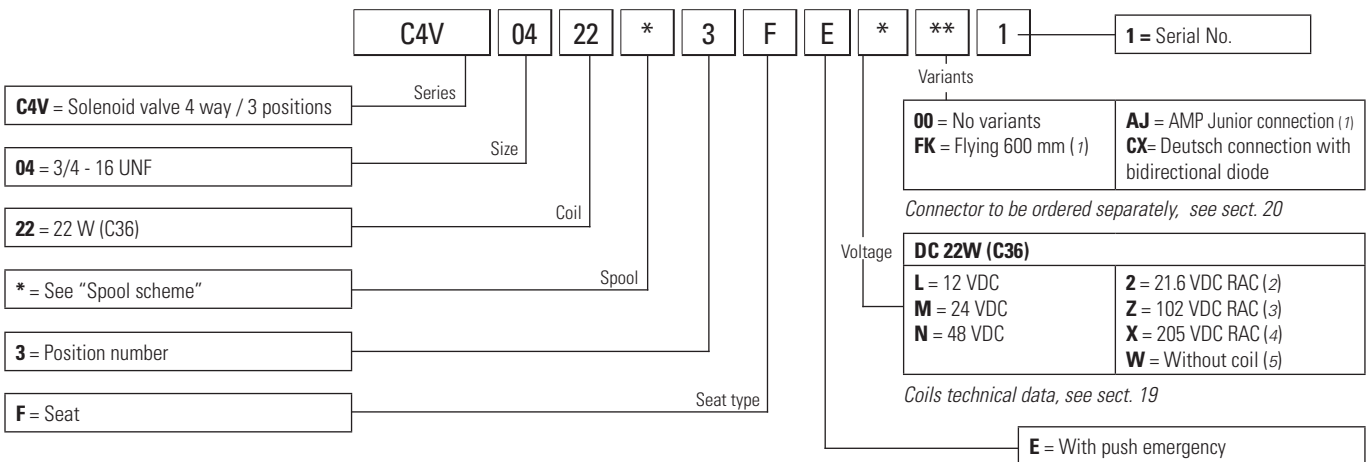 C4V 04 22 * 3 F E * ** 1
1 = Serial No.
Variants
Series
C4V = Solenoid valve 4 way / 3 positions
00 = No variants
FK = Flying 600 mm (1)
AJ = AMP Junior connection (1)
CX= Deutsch connection with
bidirectional diode
Size
04 = 3/4 - 16 UNF
Connector to be ordered separately, see sect. 20
Coil
22 = 22 W (C36)
Voltage
DC 22W (C36)
L = 12 VDC
M = 24 VDC
N = 48 VDC
2 = 21.6 VDC RAC (2)
Z = 102 VDC RAC (3)
X = 205 VDC RAC (4)
W = Without coil (5)
Spool
* = See “Spool scheme”
3 = Position number
Coils technical data, see sect. 19
Seat type
F = Seat
E = With push emergency